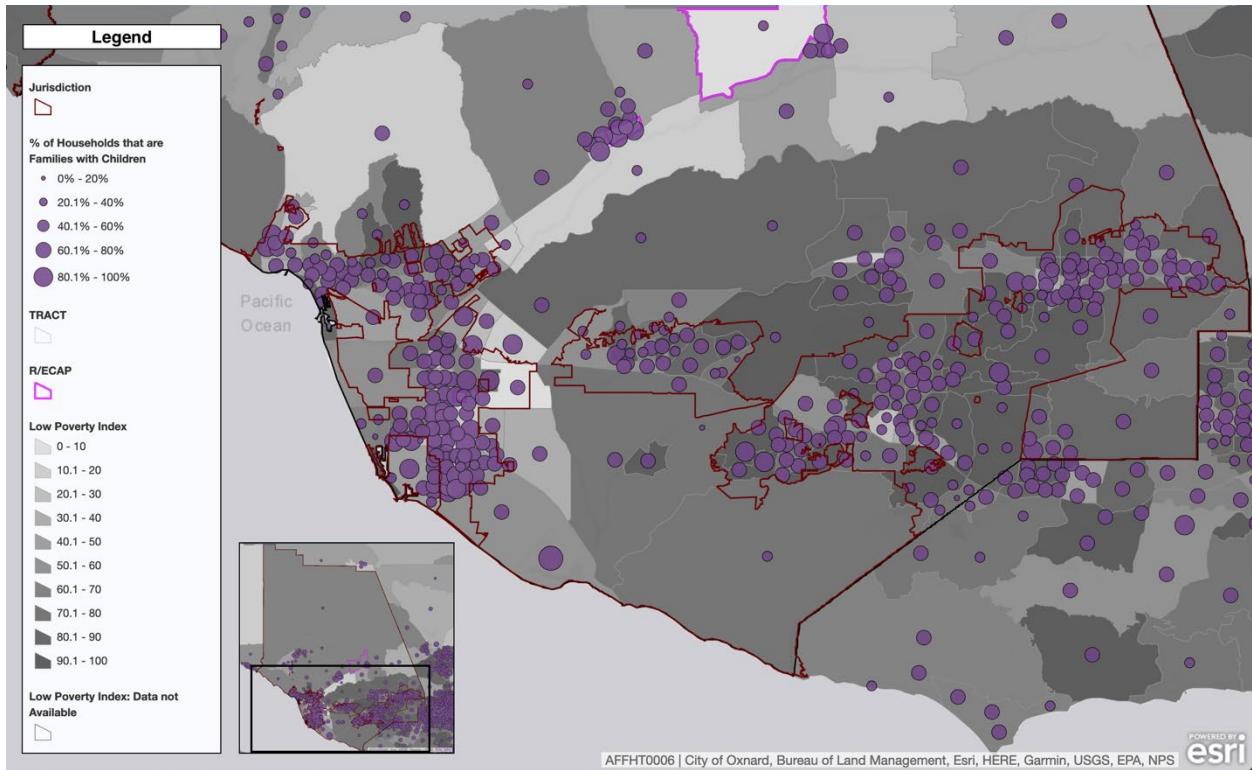 Legend
Jurisdiction
% of Households that are
Families with Children
0% - 20%
20.1% - 40%
40.1% - 60%
60.1% - 80%
80.1% - 100%
TRACT
R/ECAP
Low Poverty Index
0 - 10
10.1 - 20
20.1 - 30
30.1 - 40
40.1 - 50
50.1 - 60
60.1 - 70
70.1 - 80
80.1 - 90
90.1 - 100
Low Poverty Index: Data not
Available
Pacific
Ocean
POWERED BY
esri
AFFHT0006 | City of Oxnard, Bureau of Land Management, Esri, HERE, Garmin, USGS, EPA, NPS